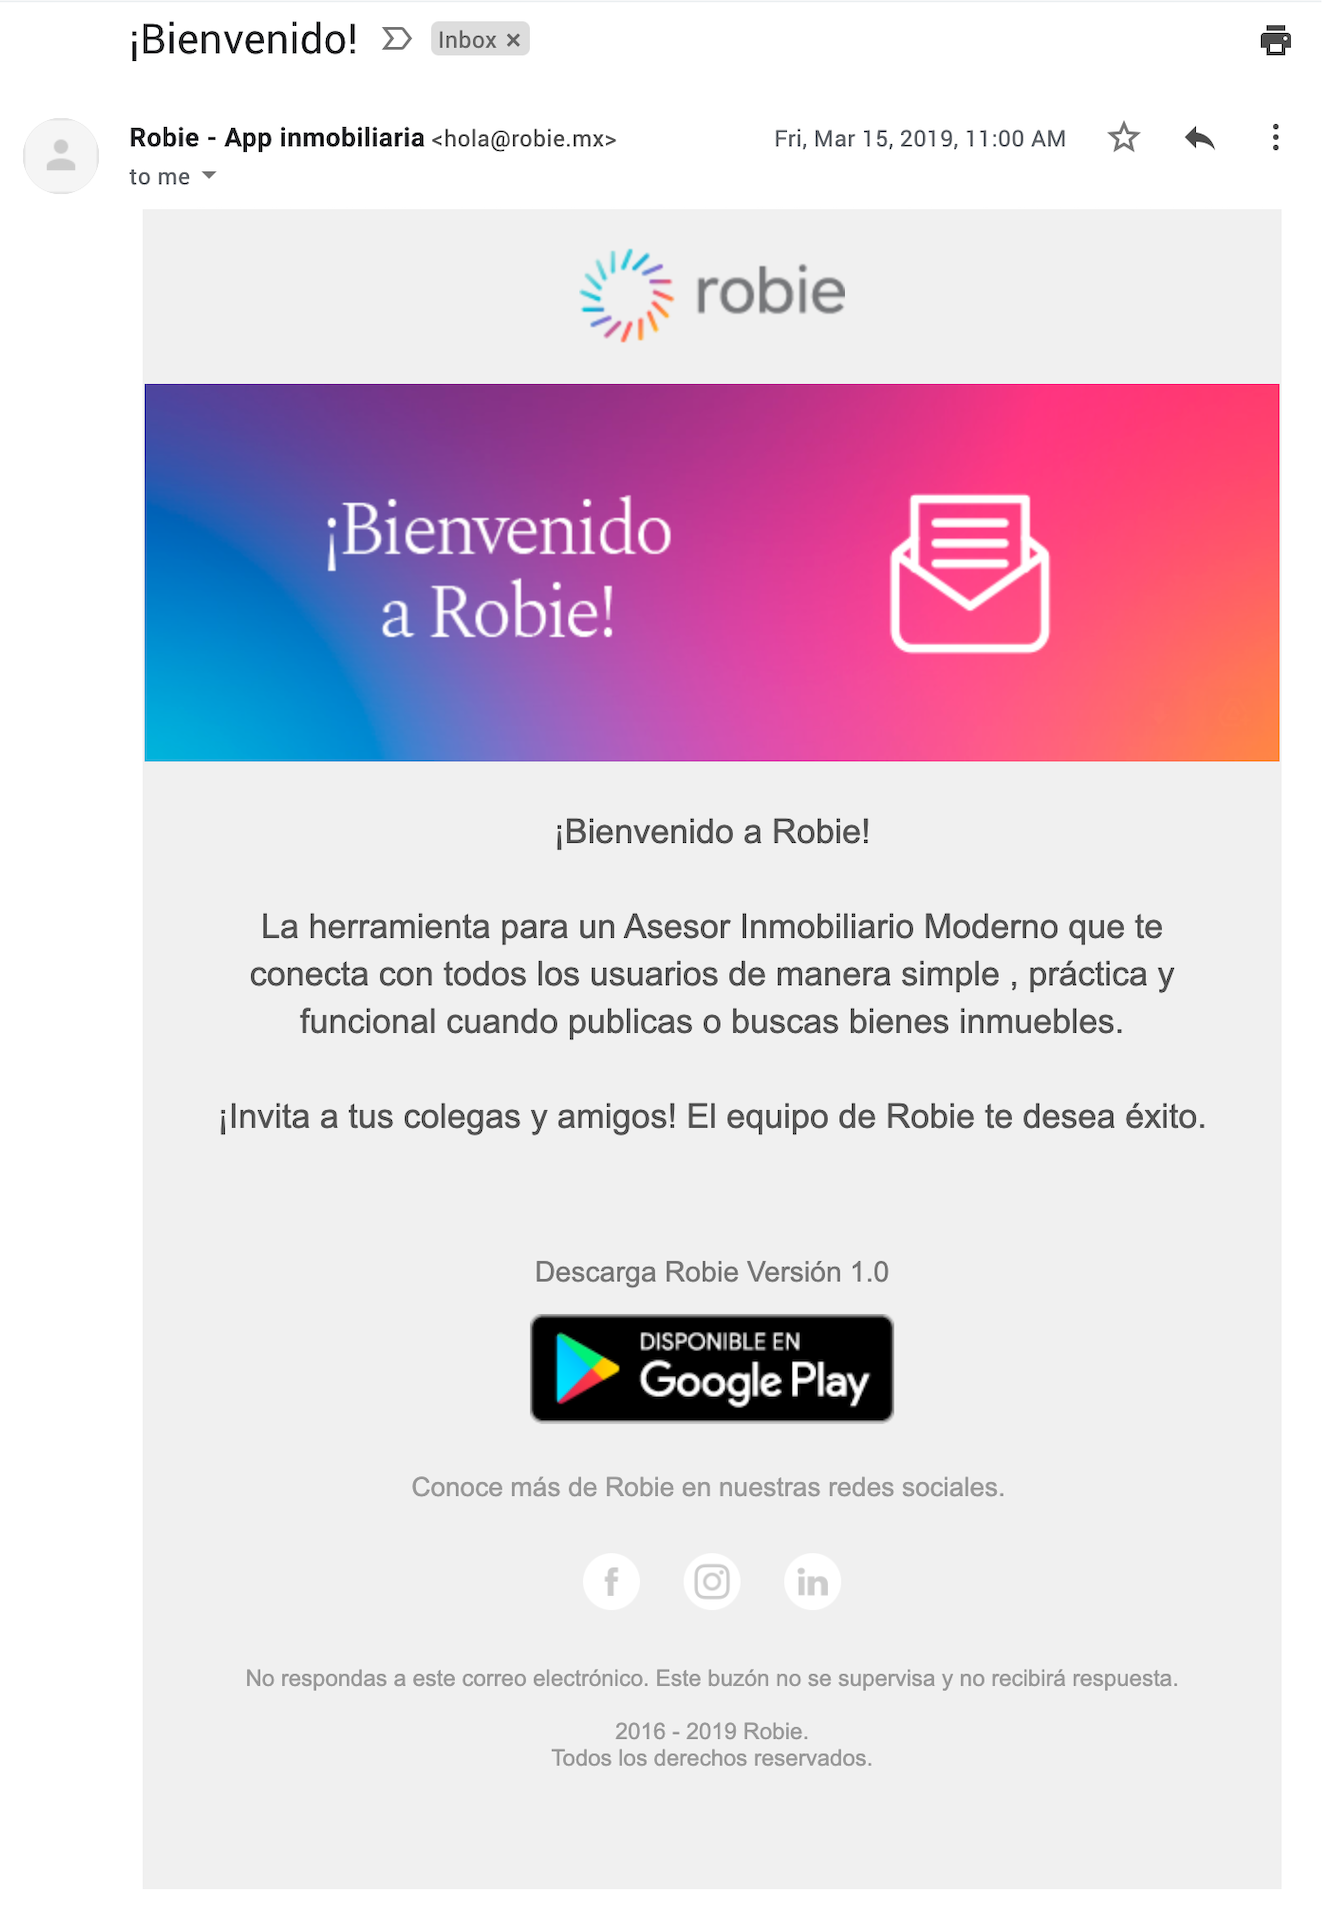 ¡Bienvenido!
Inbox ×
Robie - App inmobiliaria <hola@robie.mx>
Fri, Mar 15, 2019, 11:00 AM
to me
robie
¡Bienvenido
a Robie!
¡Bienvenido a Robie!
La herramienta para un Asesor Inmobiliario Moderno que te
conecta con todos los usuarios de manera simple , práctica y
funcional cuando publicas o buscas bienes inmuebles.
¡Invita a tus colegas y amigos! El equipo de Robie te desea éxito.
Descarga Robie Versión 1.0
DISPONIBLE EN
Google Play
Conoce más de Robie en nuestras redes sociales.
f
in
No respondas a este correo electrónico. Este buzón no se supervisa y no recibirá respuesta.
2016 - 2019 Robie.
Todos los derechos reservados.